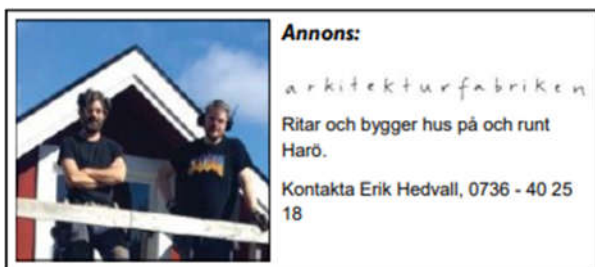 Annons:
arkitekturfabriken
Ritar och bygger hus på och runt
Harö.
Kontakta Erik Hedvall, 0736 - 40 25
18